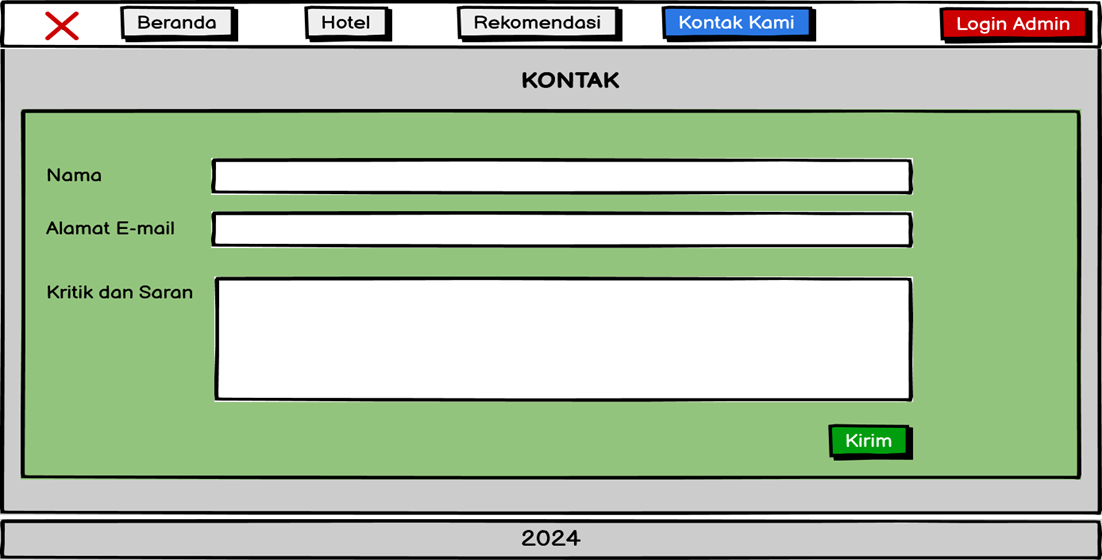 Beranda Hotel Rekomendasi Kontak Kami Login Admin
KONTAK
Nama
Alamat E-mail
Kritik dan Saran
Kirim
2024